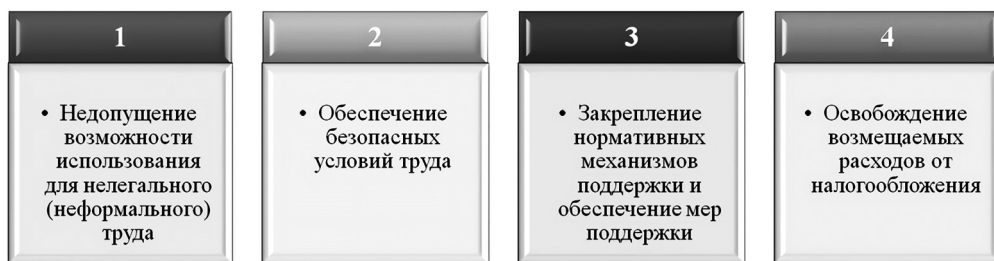 1
• Недопущение
возможности
использования
для нелегального
(неформального)
труда
2
• Обеспечение
безопасных
условий труда
3
• Закрепление
нормативных
механизмов
поддержки и
обеспечение мер
поддержки
4
• Освобождение
возмещаемых
расходов от
налогообложения